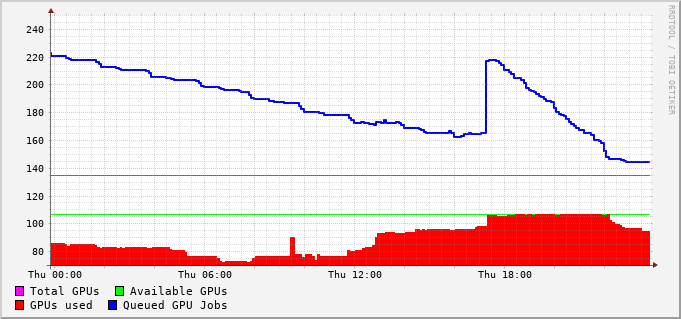 240
220
200
180
160
140
120
100
80
Thu 00:00 Thu 06:00 Thu 12:00 Thu 18:00
Total GPUs Available GPUs
GPUs used Queued GPU Jobs
RRDTOOL / TOBI OETIKER